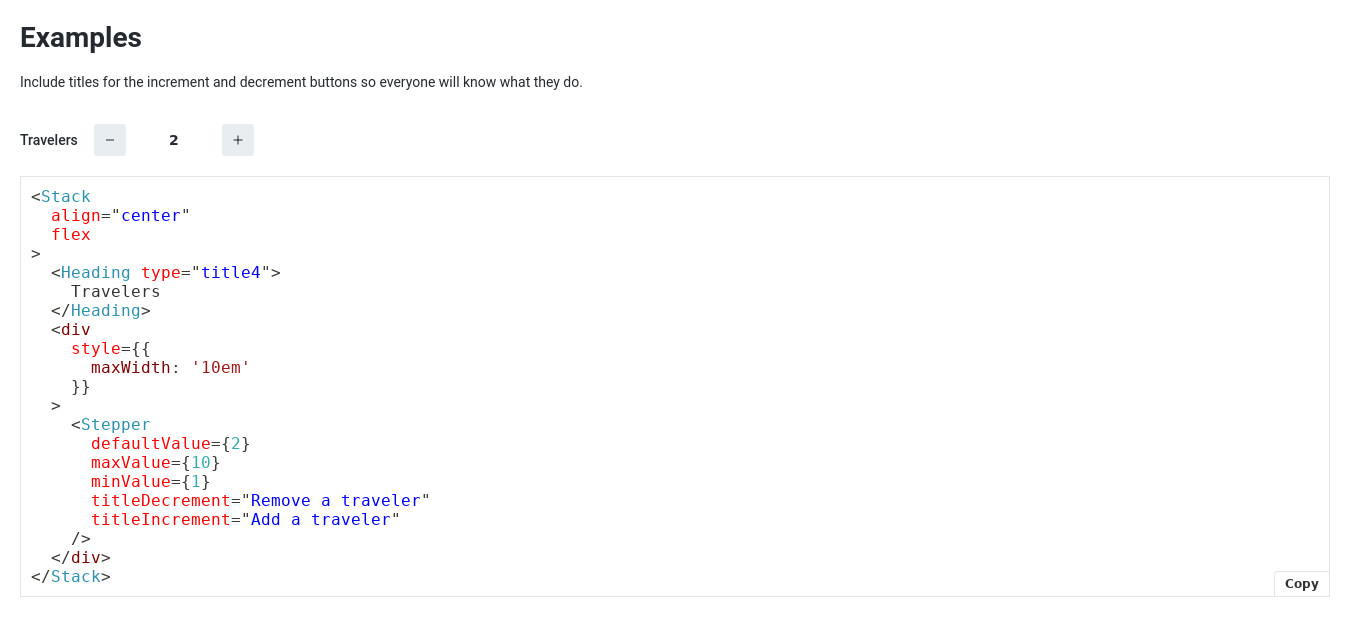 Examples
Include titles for the increment and decrement buttons so everyone will know what they do.
Travelers − 2 +
<Stack
  align="center"
  flex
>
  <Heading type="title4">
    Travelers
  </Heading>
  <div
    style={{
      maxWidth: '10em'
    }}
  >
    <Stepper
      defaultValue={2}
      maxValue={10}
      minValue={1}
      titleDecrement="Remove a traveler"
      titleIncrement="Add a traveler"
    />
  </div>
</Stack>
Copy